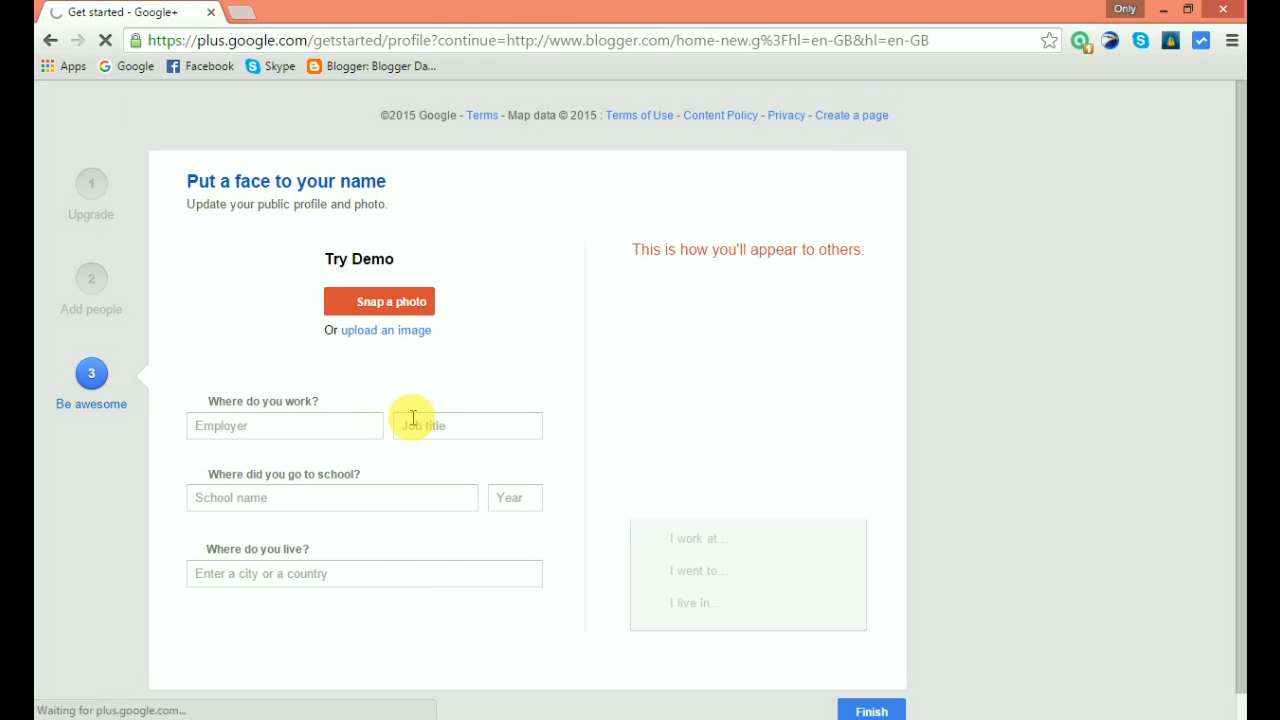 Get started - Google+
Only
https://plus.google.com/getstarted/profile?continue=http://www.blogger.com/home-new.g%3Fhl=en-GB&hl=en-GB
Apps Google Facebook Skype Blogger: Blogger Da...
©2015 Google - Terms - Map data © 2015 : Terms of Use - Content Policy - Privacy - Create a page
1
Upgrade
2
Add people
3
Be awesome
Put a face to your name
Update your public profile and photo.
Try Demo
Snap a photo
Or upload an image
Where do you work?
Employer
Job title
Where did you go to school?
School name
Year
Where do you live?
Enter a city or a country
This is how you'll appear to others:
I work at...
I went to...
I live in...
Finish
Waiting for plus.google.com...